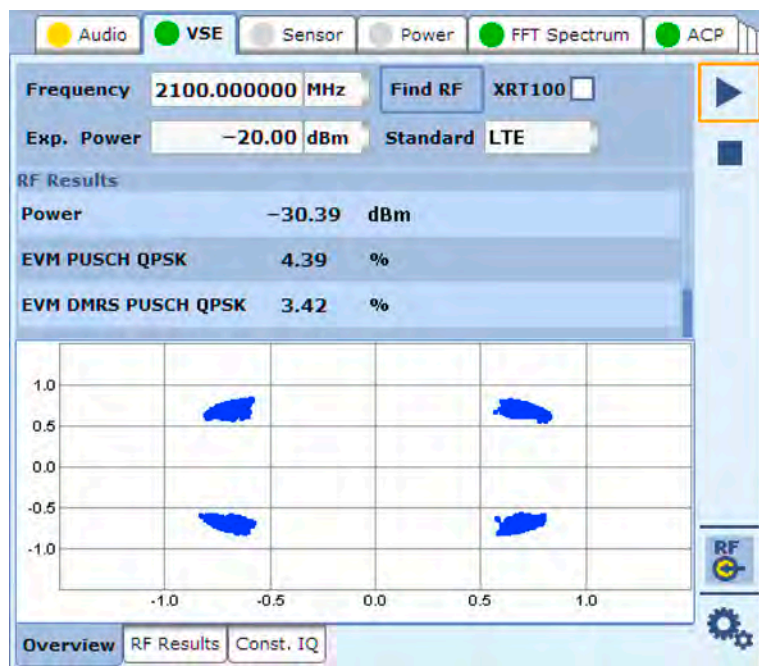 Audio VSE Sensor Power FFT Spectrum ACP
Frequency 2100.000000 MHz Find RF XRT100
Exp. Power −20.00 dBm Standard LTE
RF Results
Power −30.39 dBm
EVM PUSCH QPSK 4.39 %
EVM DMRS PUSCH QPSK 3.42 %
1.0
0.5
0.0
-0.5
-1.0
-1.0 -0.5 0.0 0.5 1.0
RF
Overview RF Results Const. IQ